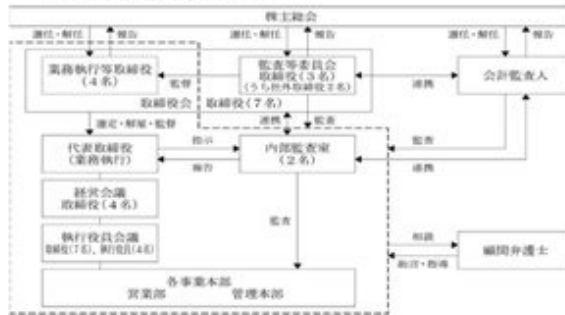 株主総会
選任・解任
報告
選任・解任
報告
選任・解任
報告
業務執行等取締役
(4名)
監督
監査等委員会
取締役(3名)
(うち社外取締役2名)
連携
会計監査人
取締役会 取締役(7名)
選定・解雇・監督
連携
監査
代表取締役
(業務執行)
指示
報告
内部監査室
(2名)
監査
連携
経営会議
取締役(4名)
執行役員会議
取締役(7名)、執行役員(4名)
監査
相談
助言・指導
顧問弁護士
各事業本部
営業部 管理本部